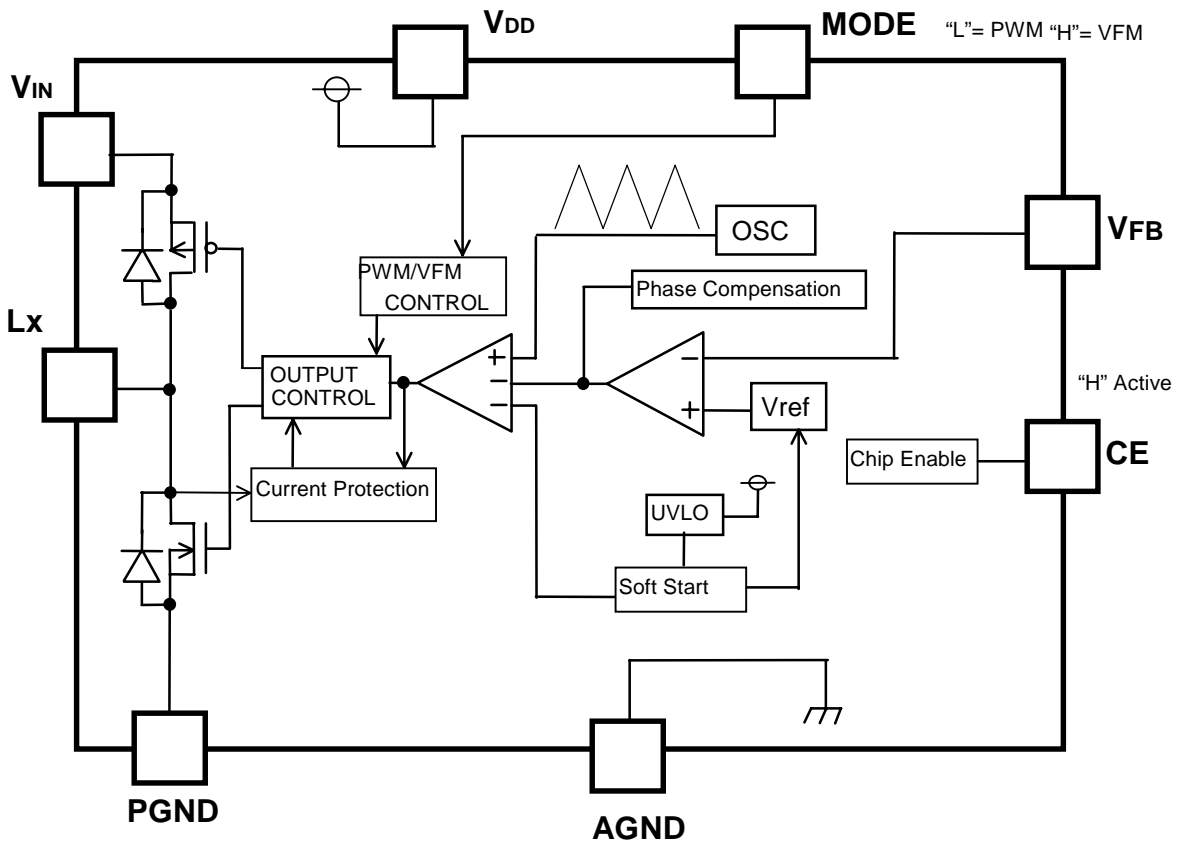 VDD
MODE
“L”= PWM “H”= VFM
VIN
VFB
OSC
PWM/VFM
CONTROL
Phase Compensation
Lx
+
−
−
−
+
OUTPUT
CONTROL
Vref
“H” Active
CE
Chip Enable
Current Protection
UVLO
Soft Start
PGND
AGND